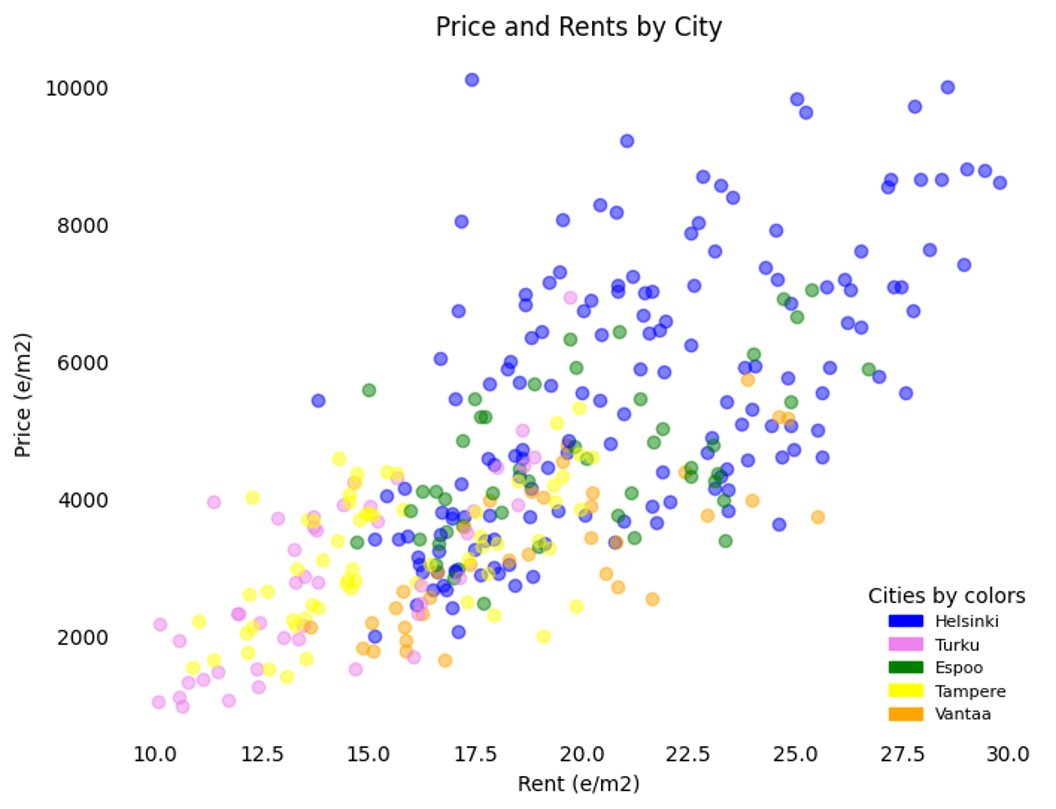 Price and Rents by City
10000
8000
6000
4000
2000
Price (e/m2)
10.0 12.5 15.0 17.5 20.0 22.5 25.0 27.5 30.0
Rent (e/m2)
Cities by colors
Helsinki
Turku
Espoo
Tampere
Vantaa